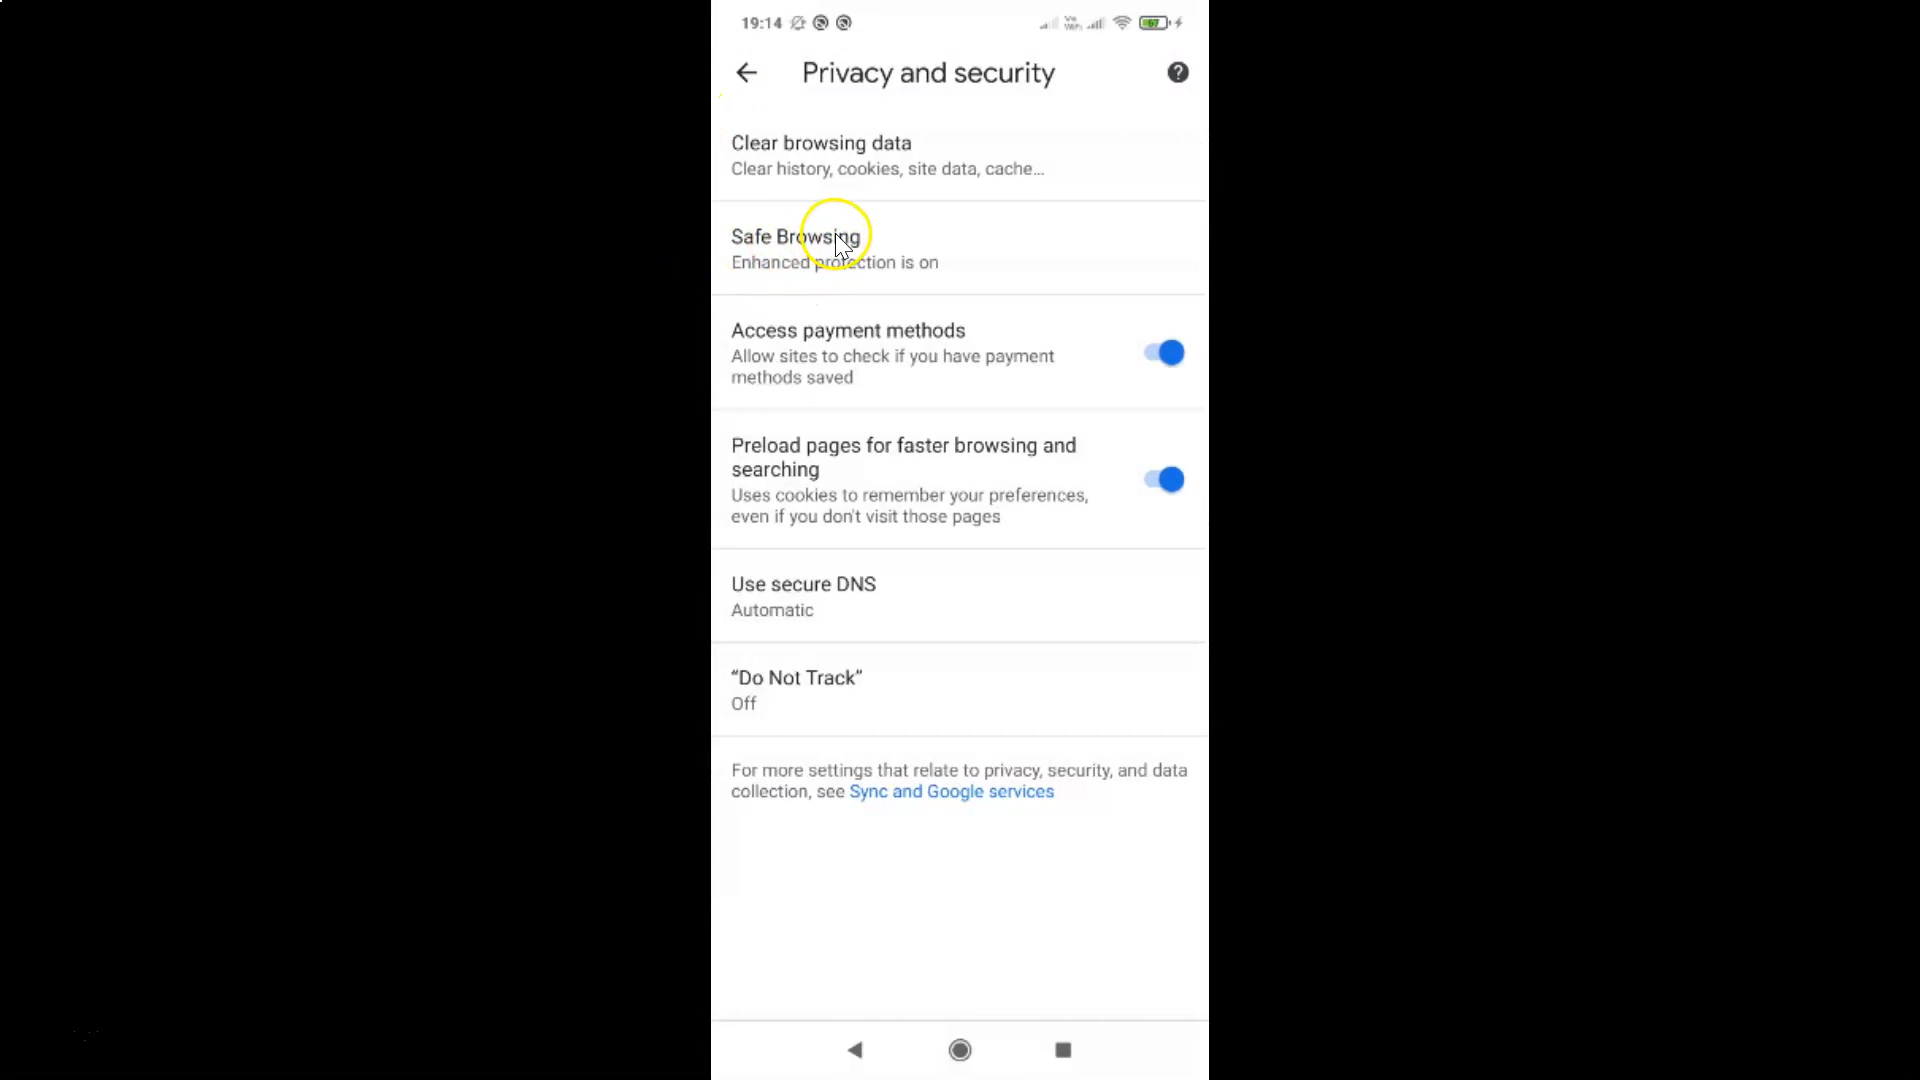 19:14
Privacy and security
Clear browsing data
Clear history, cookies, site data, cache...
Safe Browsing
Enhanced protection is on
Access payment methods
Allow sites to check if you have payment
methods saved
Preload pages for faster browsing and
searching
Uses cookies to remember your preferences,
even if you don't visit those pages
Use secure DNS
Automatic
“Do Not Track”
Off
For more settings that relate to privacy, security, and data
collection, see Sync and Google services